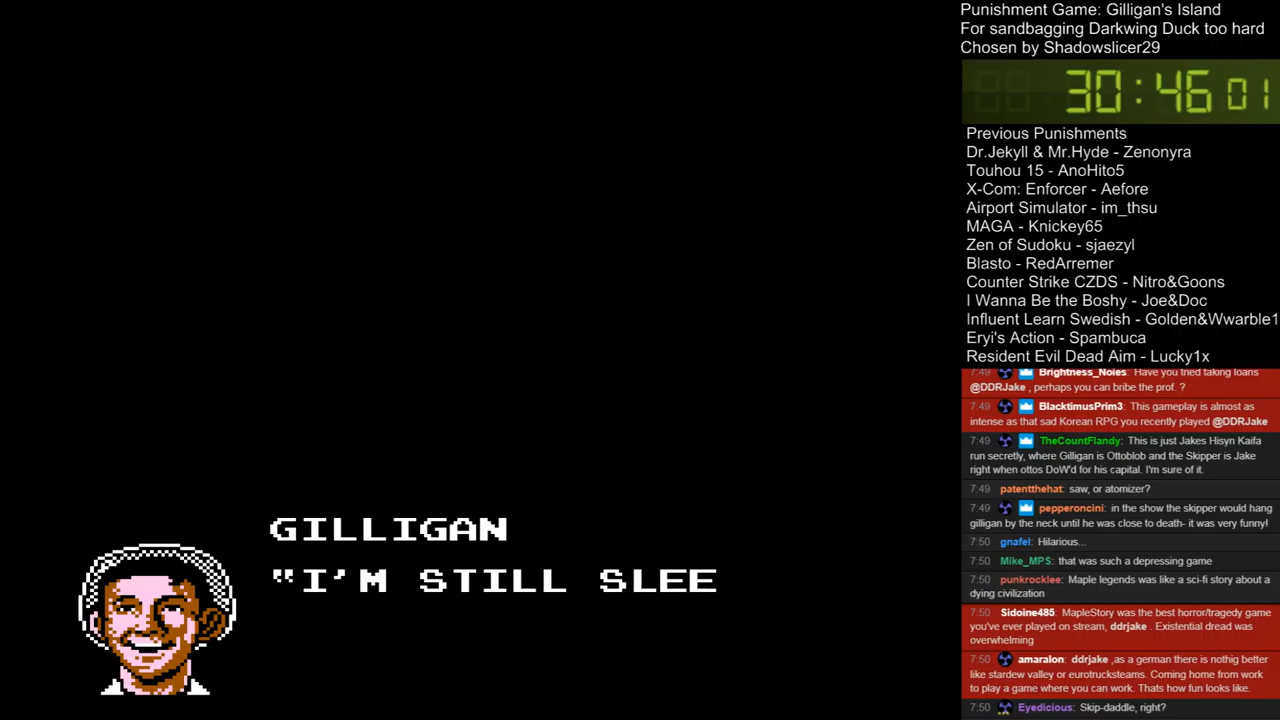 Punishment Game: Gilligan's Island
For sandbagging Darkwing Duck too hard
Chosen by Shadowslicer29
30:46 01
Previous Punishments
Dr.Jekyll & Mr.Hyde - Zenonyra
Touhou 15 - AnoHito5
X-Com: Enforcer - Aefore
Airport Simulator - im_thsu
MAGA - Knickey65
Zen of Sudoku - sjaezyl
Blasto - RedArremer
Counter Strike CZDS - Nitro&Goons
I Wanna Be the Boshy - Joe&Doc
Influent Learn Swedish - Golden&Wwarble1
Eryi's Action - Spambuca
Resident Evil Dead Aim - Lucky1x
7:49 Brightness_Noies: Have you tried taking loans
@DDRJake , perhaps you can bribe the prof. ?
7:49 BlacktimusPrim3: This gameplay is almost as
intense as that sad Korean RPG you recently played @DDRJake
7:49 TheCountFlandy: This is just Jakes Hisyn Kaifa
run secretly, where Gilligan is Ottoblob and the Skipper is Jake
right when ottos DoW'd for his capital. I'm sure of it.
7:49 patentthehat: saw, or atomizer?
7:49 pepperoncini: in the show the skipper would hang
gilligan by the neck until he was close to death- it was very funny!
7:50 gnafel: Hilarious...
7:50 Mike_MPS: that was such a depressing game
7:50 punkrocklee: Maple legends was like a sci-fi story about a
dying civilization
7:50 Sidoine485: MapleStory was the best horror/tragedy game
you've ever played on stream, ddrjake . Existential dread was
overwhelming
7:50 amaralon: ddrjake ,as a german there is nothig better
like stardew valley or eurotrucksteams. Coming home from work
to play a game where you can work. Thats how fun looks like.
7:50 Eyedicious: Skip-daddle, right?
GILLIGAN
"I'M STILL SLEE